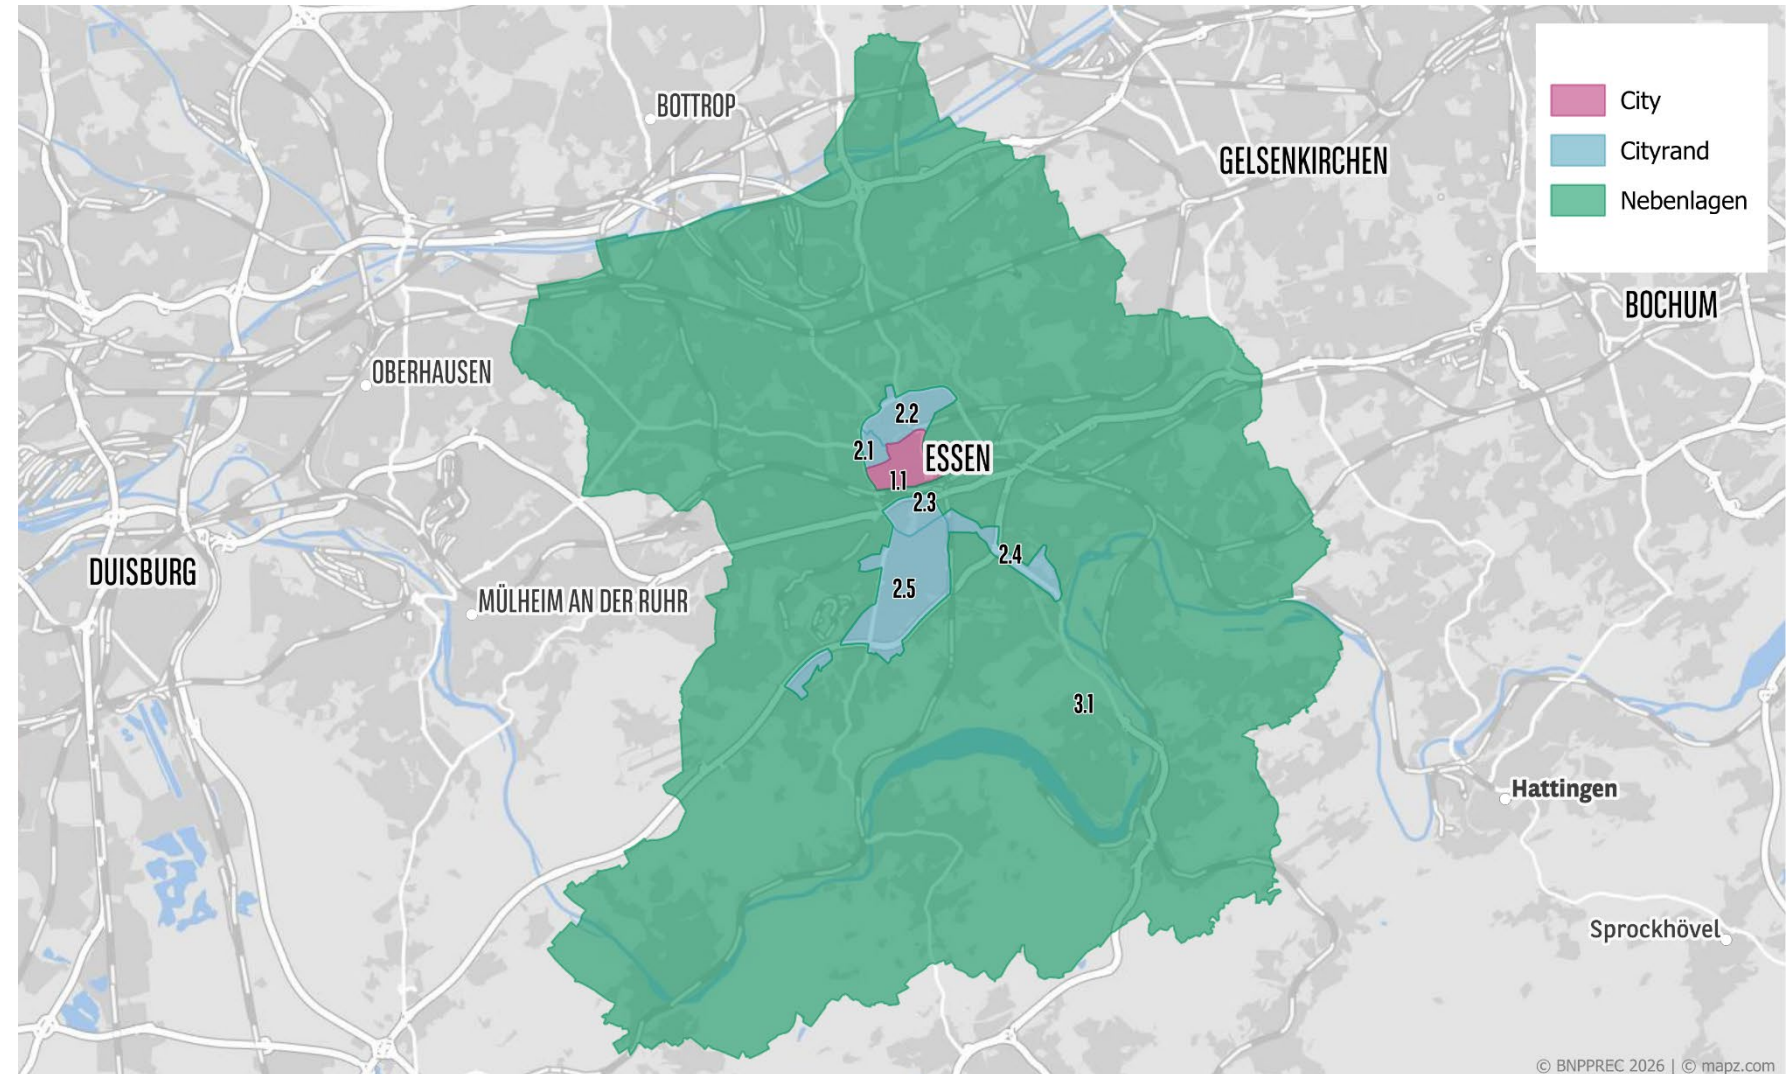 BOTTROP
GELSENKIRCHEN
City
Cityrand
Nebenlagen
BOCHUM
OBERHAUSEN
2.2
2.1
ESSEN
1.1
2.3
2.4
DUISBURG
2.5
MÜLHEIM AN DER RUHR
3.1
Hattingen
Sprockhövel
© BNPPREC 2026 | © mapz.com